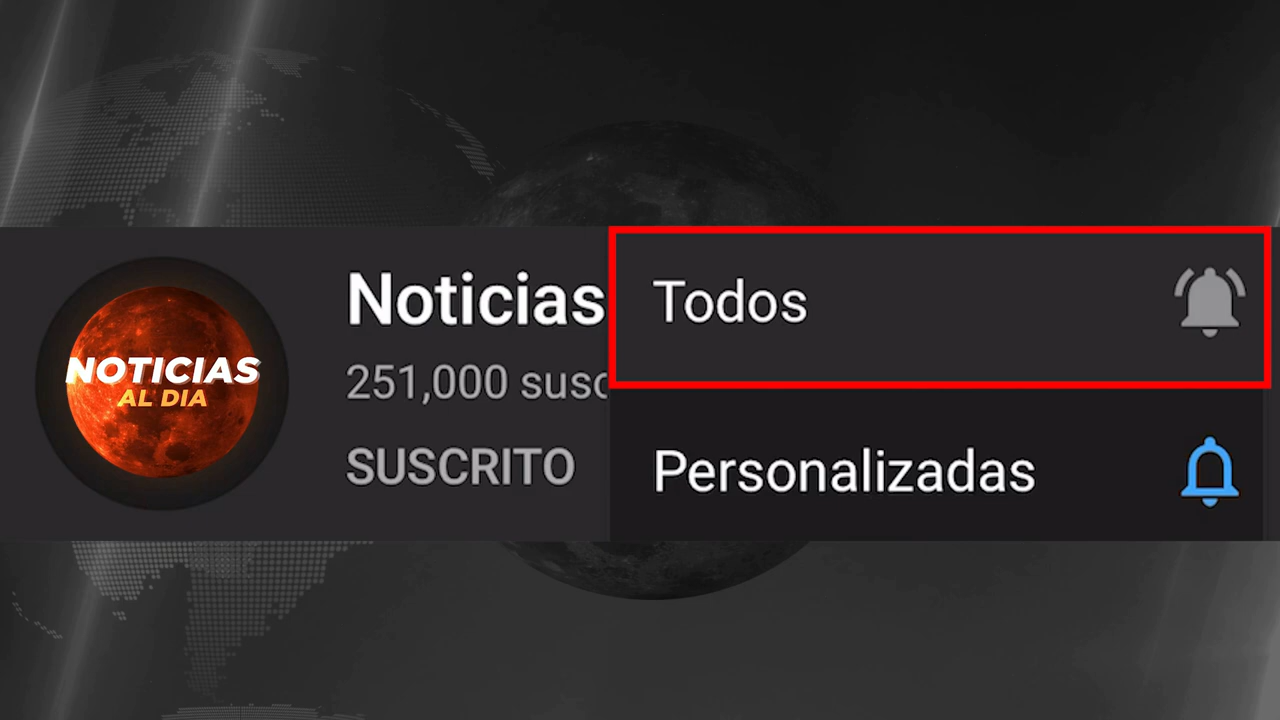 NOTICIAS
AL DIA
Noticias
251,000 susc
SUSCRITO
Todos
Personalizadas